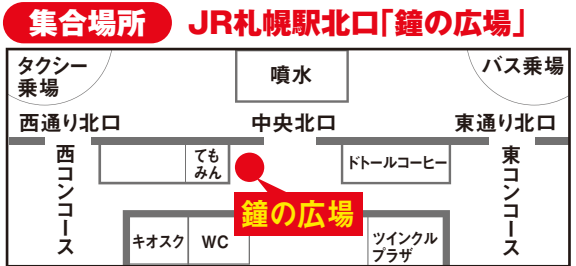 集合場所 JR札幌駅北口「鐘の広場」
タクシー
乗場
噴水
バス乗場
西通り北口
中央北口
東通り北口
西コンコース
ても
みん
ドトールコーヒー
東コンコース
鐘の広場
キオスク
WC
ツインクル
プラザ